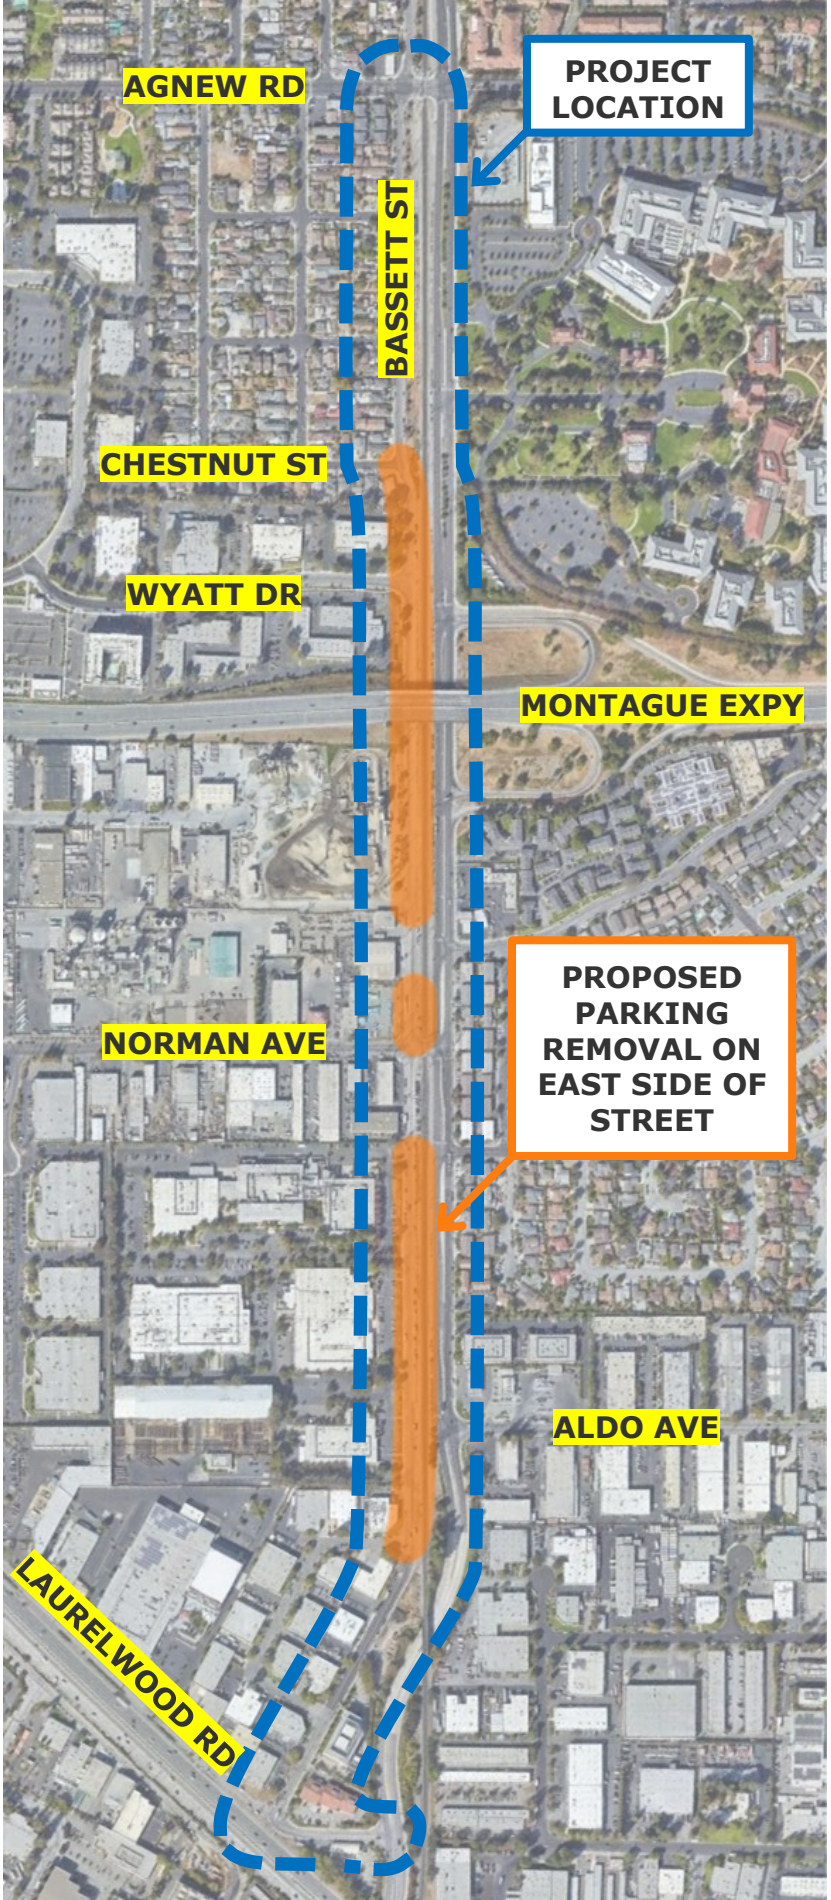 AGNEW RD
PROJECT
LOCATION
BASSETT ST
CHESTNUT ST
WYATT DR
MONTAGUE EXPY
PROPOSED
PARKING
REMOVAL ON
EAST SIDE OF
STREET
NORMAN AVE
ALDO AVE
LAURELWOOD RD